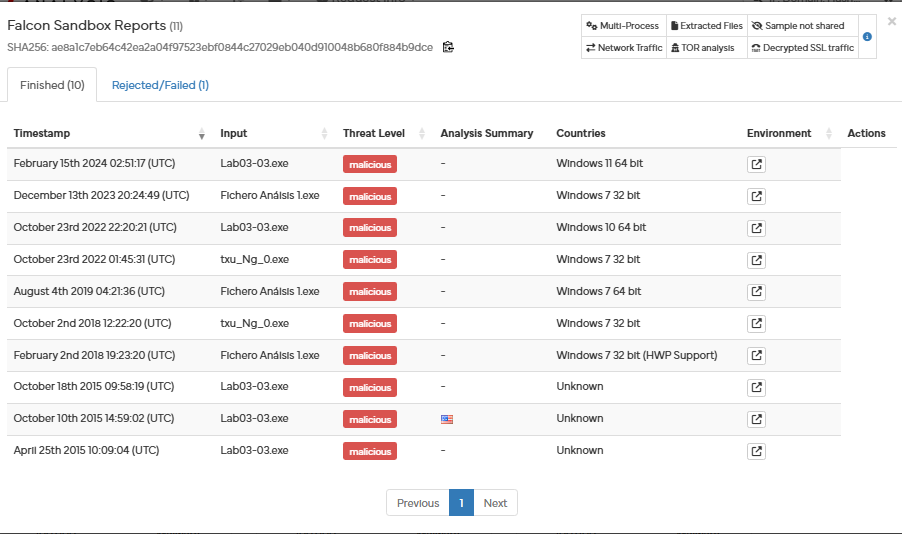 Falcon Sandbox Reports (11)
SHA256: ae8a1c7eb64c42ea2a04f97523ebf0844c27029eb040d910048b680f884b9dce
Multi-Process Extracted Files Sample not shared
Network Traffic TOR analysis Decrypted SSL traffic
Finished (10) Rejected/Failed (1)
Timestamp Input Threat Level Analysis Summary Countries Environment Actions
February 15th 2024 02:51:17 (UTC) Lab03-03.exe malicious - Windows 11 64 bit
December 13th 2023 20:24:49 (UTC) Fichero Análsis 1.exe malicious - Windows 7 32 bit
October 23rd 2022 22:20:21 (UTC) Lab03-03.exe malicious - Windows 10 64 bit
October 23rd 2022 01:45:31 (UTC) txu_Ng_0.exe malicious - Windows 7 32 bit
August 4th 2019 04:21:36 (UTC) Fichero Análsis 1.exe malicious - Windows 7 64 bit
October 2nd 2018 12:22:20 (UTC) txu_Ng_0.exe malicious - Windows 7 32 bit
February 2nd 2018 19:23:20 (UTC) Fichero Análsis 1.exe malicious - Windows 7 32 bit (HWP Support)
October 18th 2015 09:58:19 (UTC) Lab03-03.exe malicious - Unknown
October 10th 2015 14:59:02 (UTC) Lab03-03.exe malicious Unknown
April 25th 2015 10:09:04 (UTC) Lab03-03.exe malicious - Unknown
Previous 1 Next